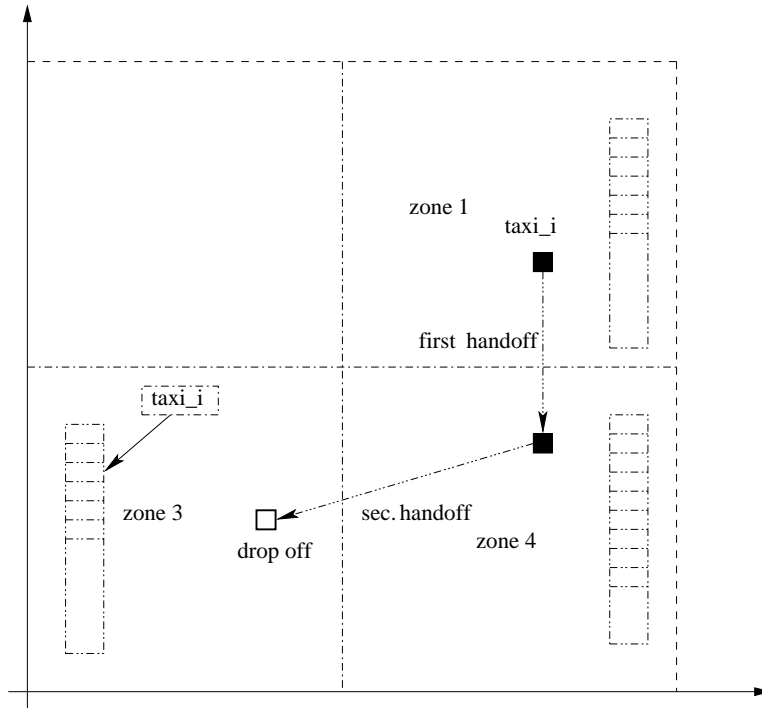 zone 1
taxi_i
first handoff
taxi_i
zone 3
sec. handoff
zone 4
drop off